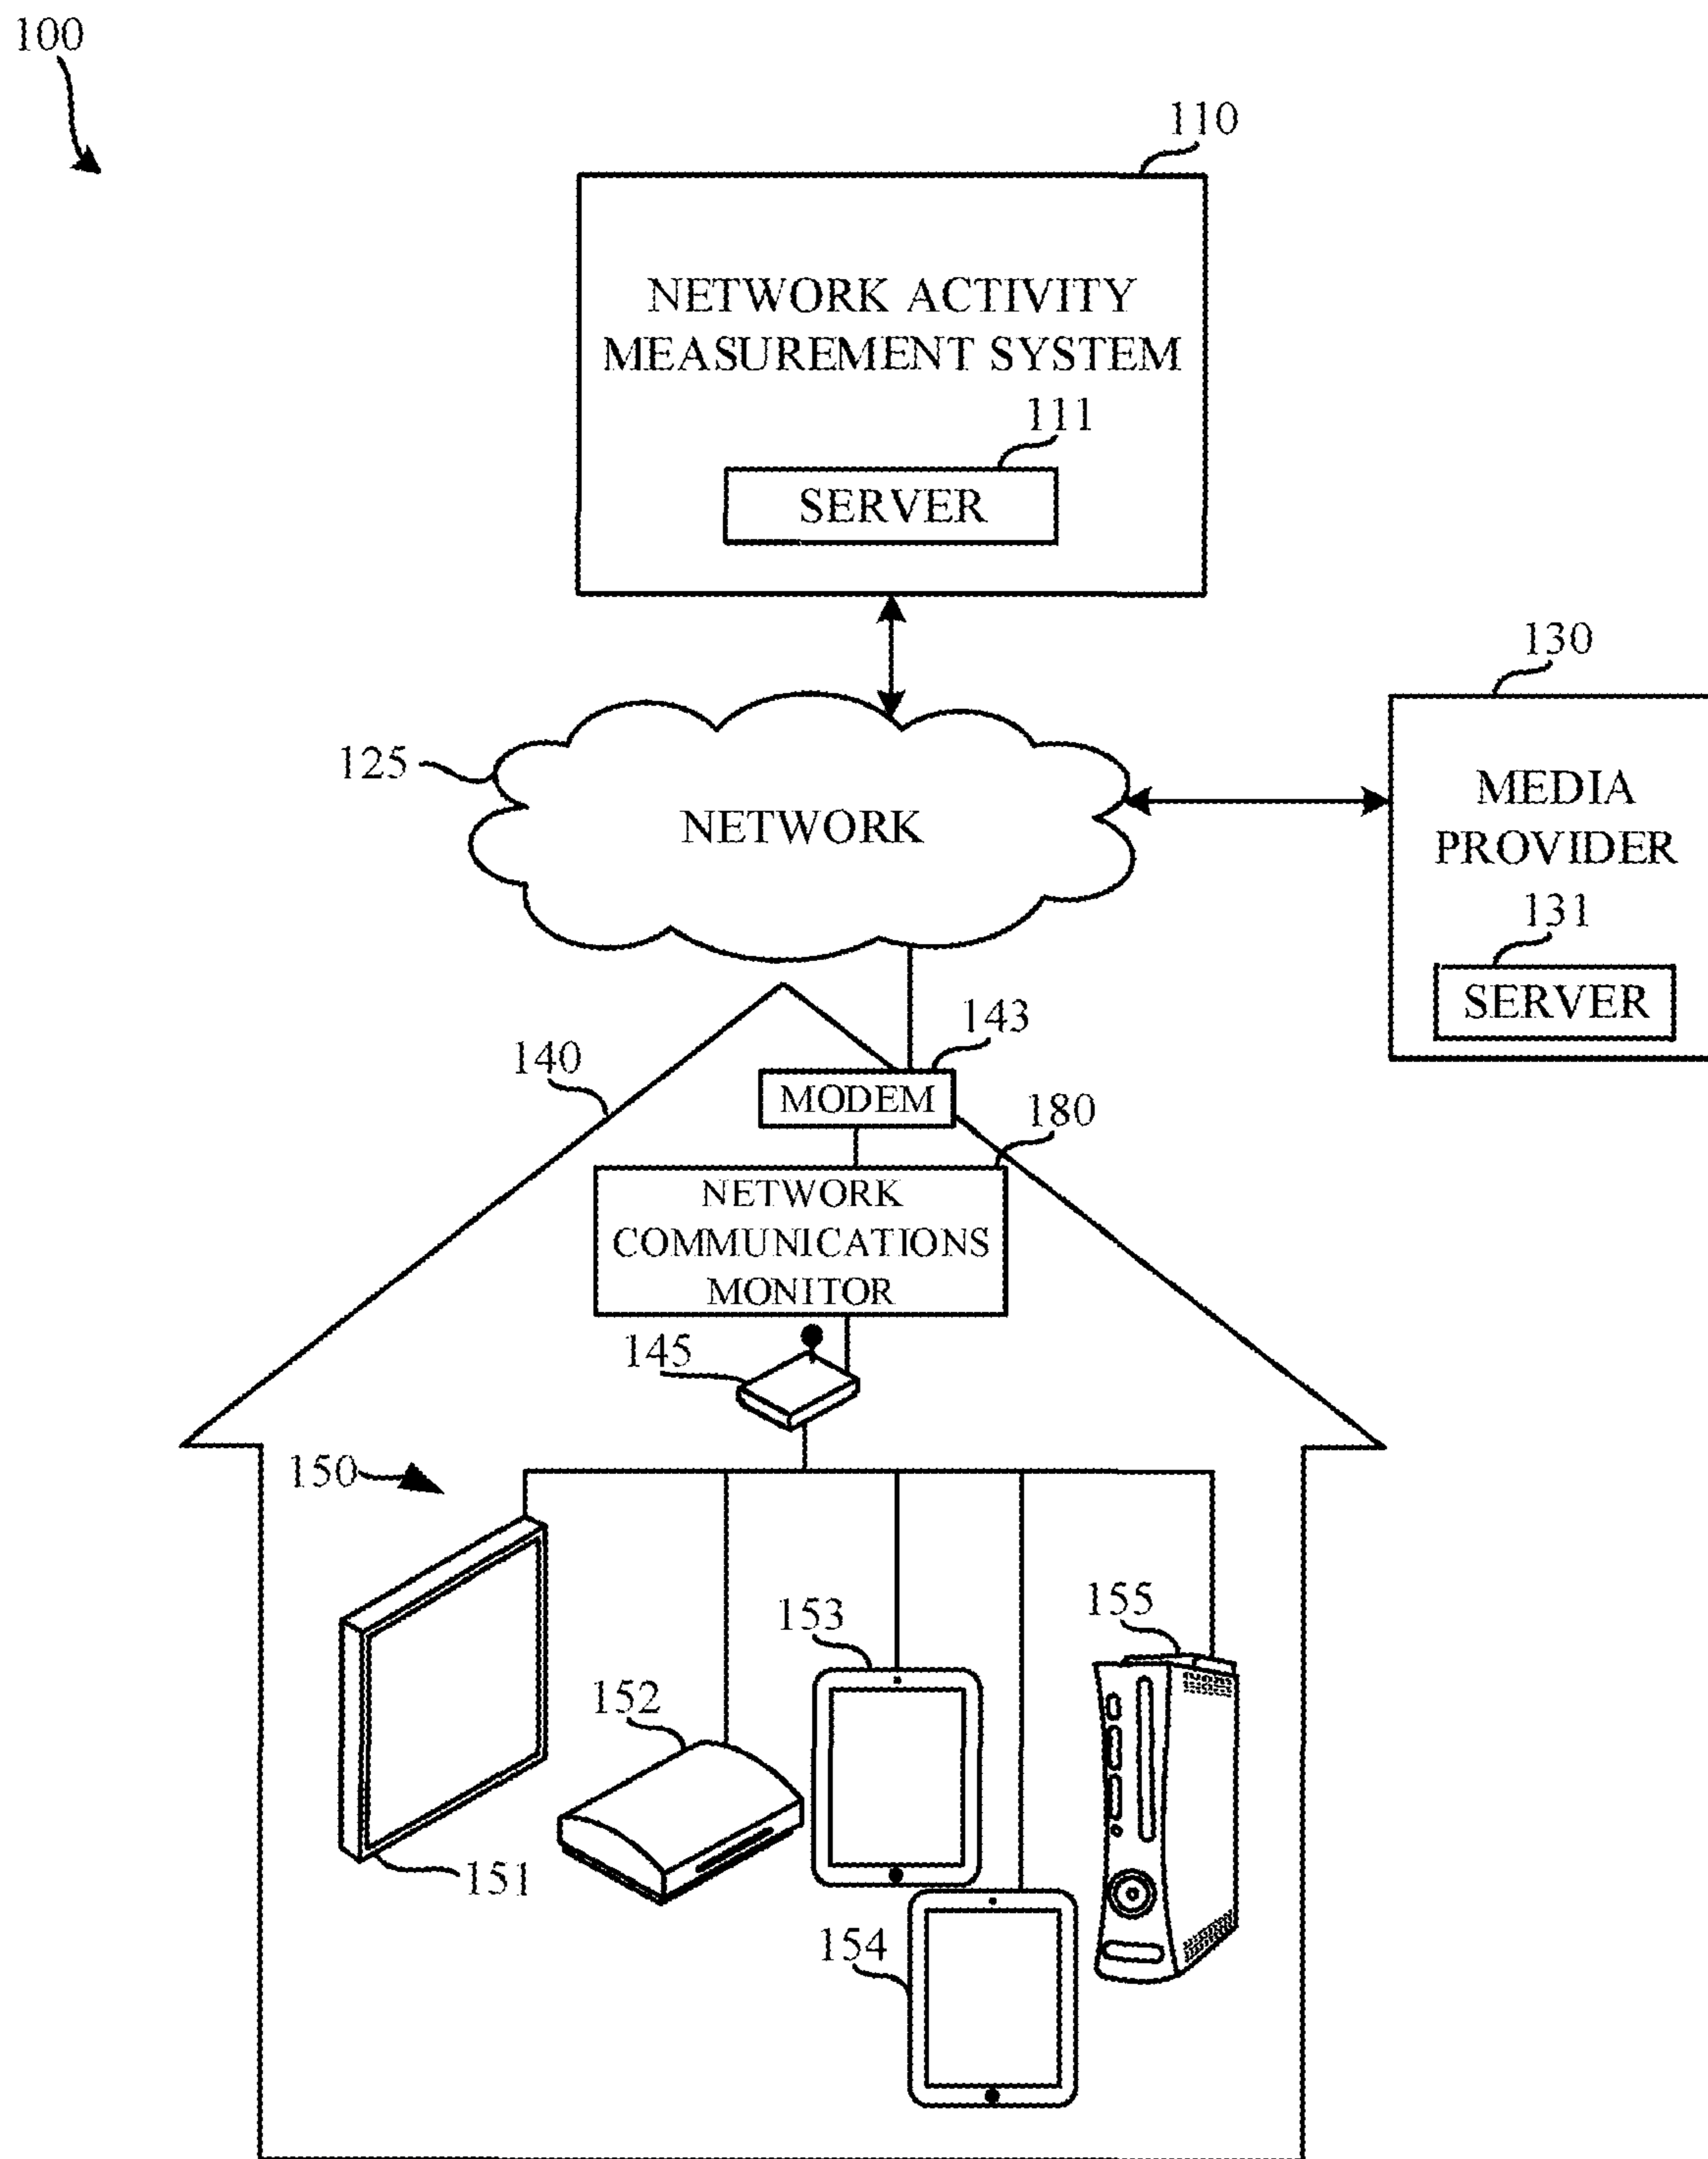 100
110
NETWORK ACTIVITY
MEASUREMENT SYSTEM
111
SERVER
130
125
NETWORK
MEDIA
PROVIDER
131
SERVER
143
140
MODEM
180
NETWORK
COMMUNICATIONS
MONITOR
145
150
153
155
152
151
154